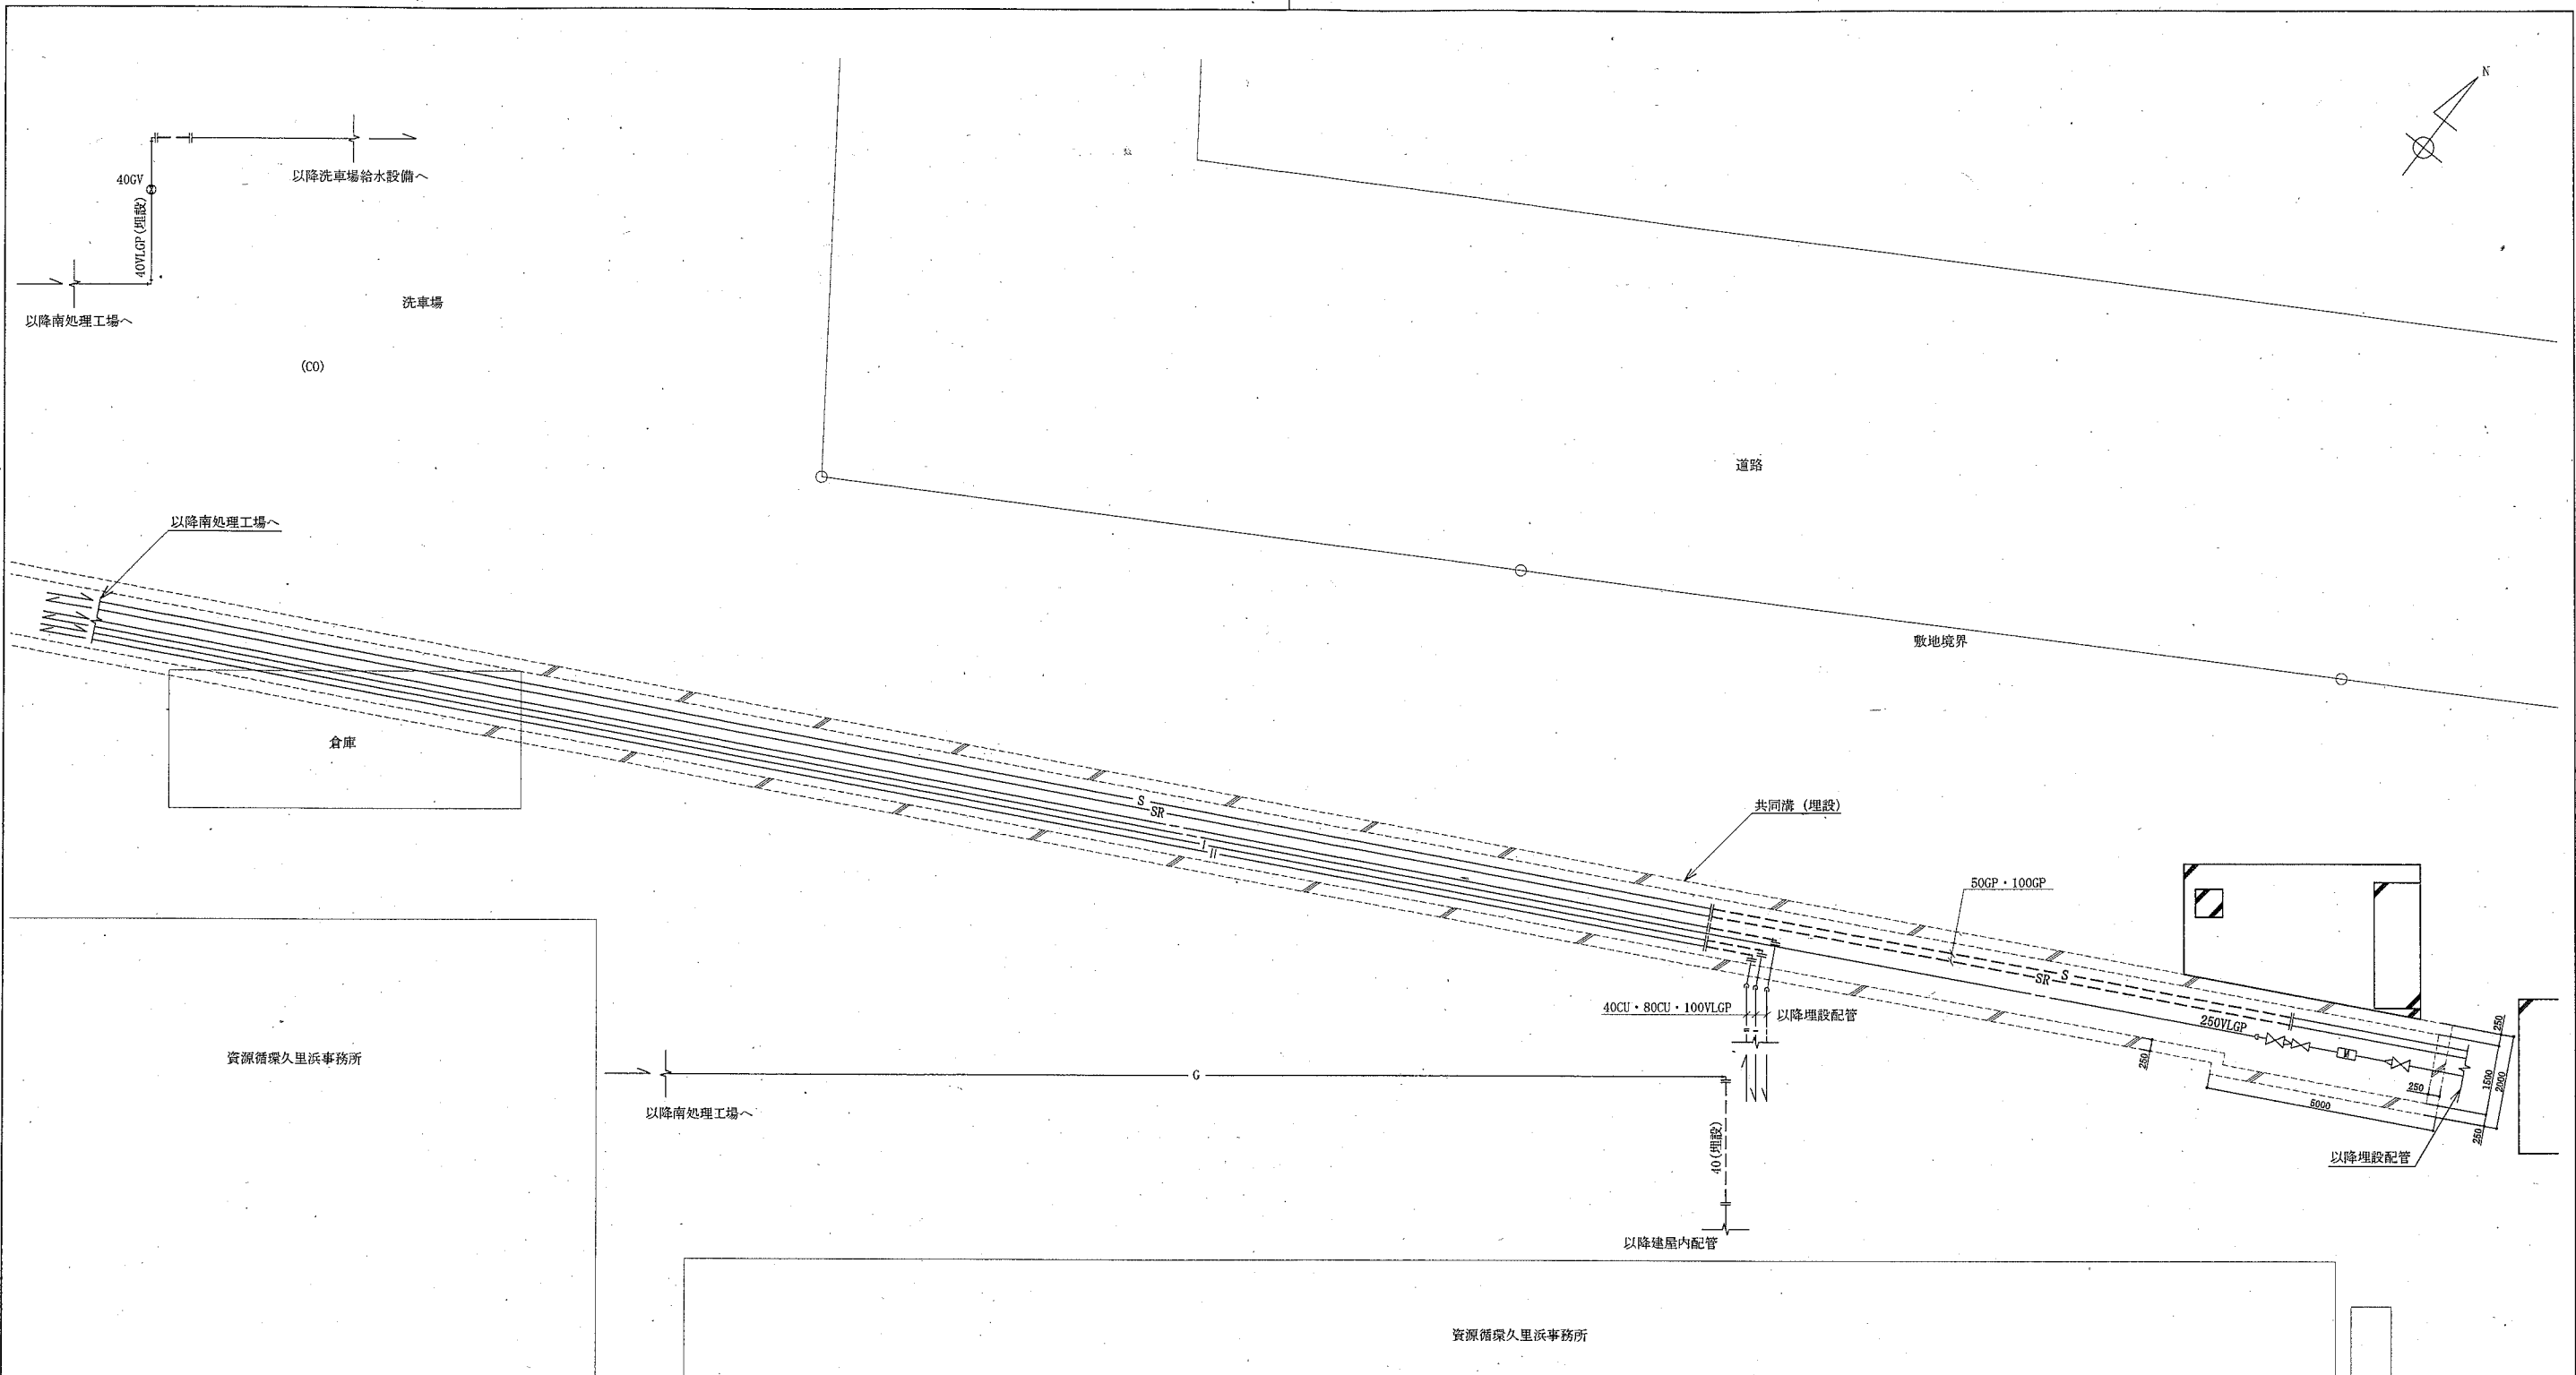 N
40GV
以降洗車場給水設備へ
40VLGP(埋設)
以降南処理工場へ
洗車場
(CO)
道路
以降南処理工場へ
敷地境界
倉庫
S
SR
I
II
共同溝(埋設)
50GP・100GP
S
SR
40CU・80CU・100VLGP
以降埋設配管
250VLGP
250
250
250
1500
2000
5000
250
以降埋設配管
資源循環久里浜事務所
G
以降南処理工場へ
40(埋設)
以降建屋内配管
資源循環久里浜事務所